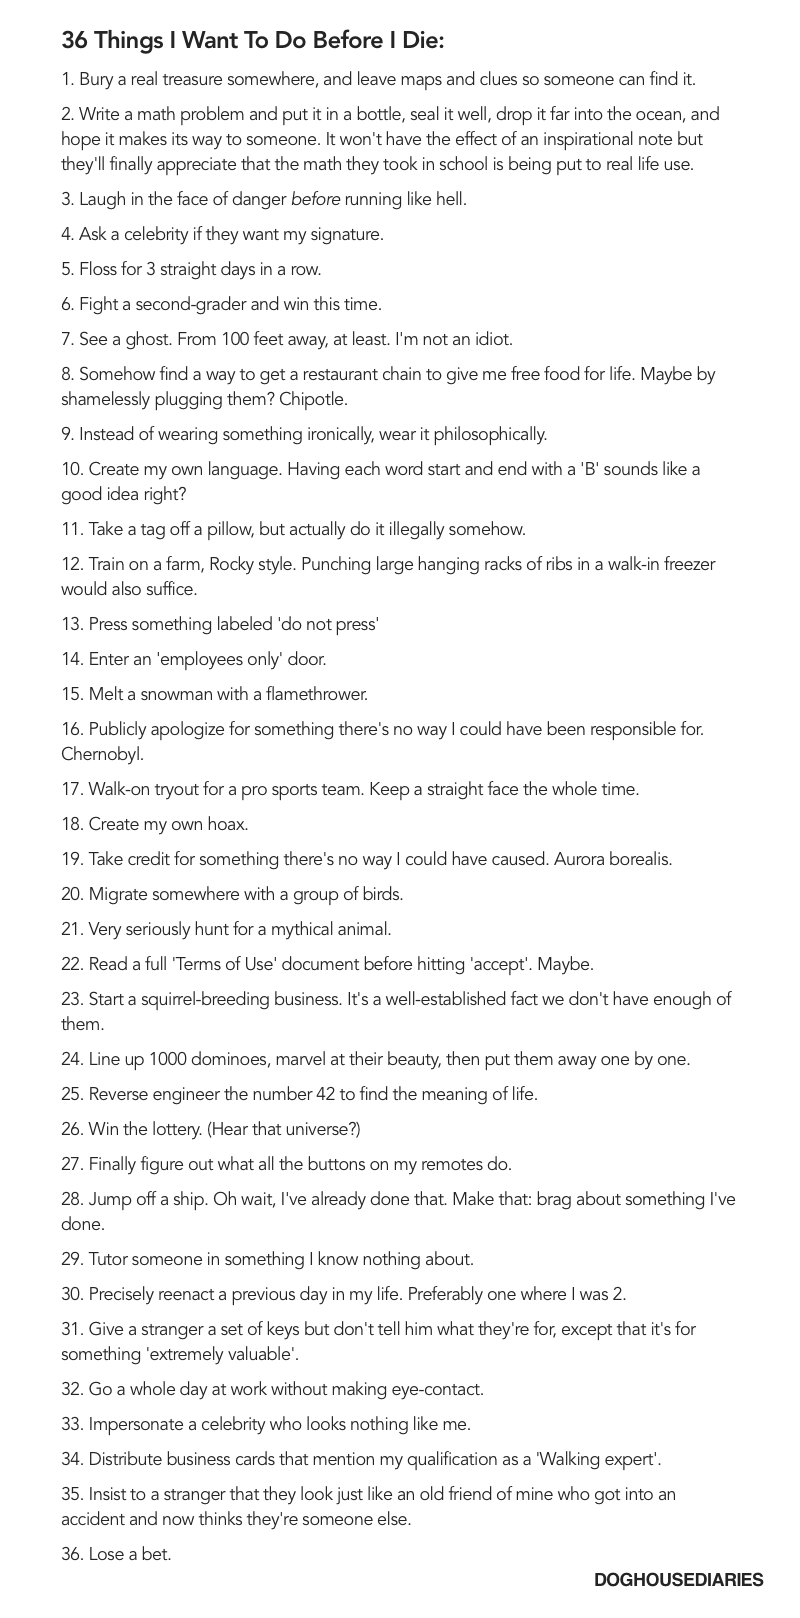 36 Things I Want To Do Before I Die:
1. Bury a real treasure somewhere, and leave maps and clues so someone can find it.
2. Write a math problem and put it in a bottle, seal it well, drop it far into the ocean, and
hope it makes its way to someone. It won't have the effect of an inspirational note but
they'll finally appreciate that the math they took in school is being put to real life use.
3. Laugh in the face of danger before running like hell.
4. Ask a celebrity if they want my signature.
5. Floss for 3 straight days in a row.
6. Fight a second-grader and win this time.
7. See a ghost. From 100 feet away, at least. I'm not an idiot.
8. Somehow find a way to get a restaurant chain to give me free food for life. Maybe by
shamelessly plugging them? Chipotle.
9. Instead of wearing something ironically, wear it philosophically.
10. Create my own language. Having each word start and end with a 'B' sounds like a
good idea right?
11. Take a tag off a pillow, but actually do it illegally somehow.
12. Train on a farm, Rocky style. Punching large hanging racks of ribs in a walk-in freezer
would also suffice.
13. Press something labeled 'do not press'
14. Enter an 'employees only' door.
15. Melt a snowman with a flamethrower.
16. Publicly apologize for something there's no way I could have been responsible for.
Chernobyl.
17. Walk-on tryout for a pro sports team. Keep a straight face the whole time.
18. Create my own hoax.
19. Take credit for something there's no way I could have caused. Aurora borealis.
20. Migrate somewhere with a group of birds.
21. Very seriously hunt for a mythical animal.
22. Read a full 'Terms of Use' document before hitting 'accept'. Maybe.
23. Start a squirrel-breeding business. It's a well-established fact we don't have enough of
them.
24. Line up 1000 dominoes, marvel at their beauty, then put them away one by one.
25. Reverse engineer the number 42 to find the meaning of life.
26. Win the lottery. (Hear that universe?)
27. Finally figure out what all the buttons on my remotes do.
28. Jump off a ship. Oh wait, I've already done that. Make that: brag about something I've
done.
29. Tutor someone in something I know nothing about.
30. Precisely reenact a previous day in my life. Preferably one where I was 2.
31. Give a stranger a set of keys but don't tell him what they're for, except that it's for
something 'extremely valuable'.
32. Go a whole day at work without making eye-contact.
33. Impersonate a celebrity who looks nothing like me.
34. Distribute business cards that mention my qualification as a 'Walking expert'.
35. Insist to a stranger that they look just like an old friend of mine who got into an
accident and now thinks they're someone else.
36. Lose a bet.
DOGHOUSEDIARIES